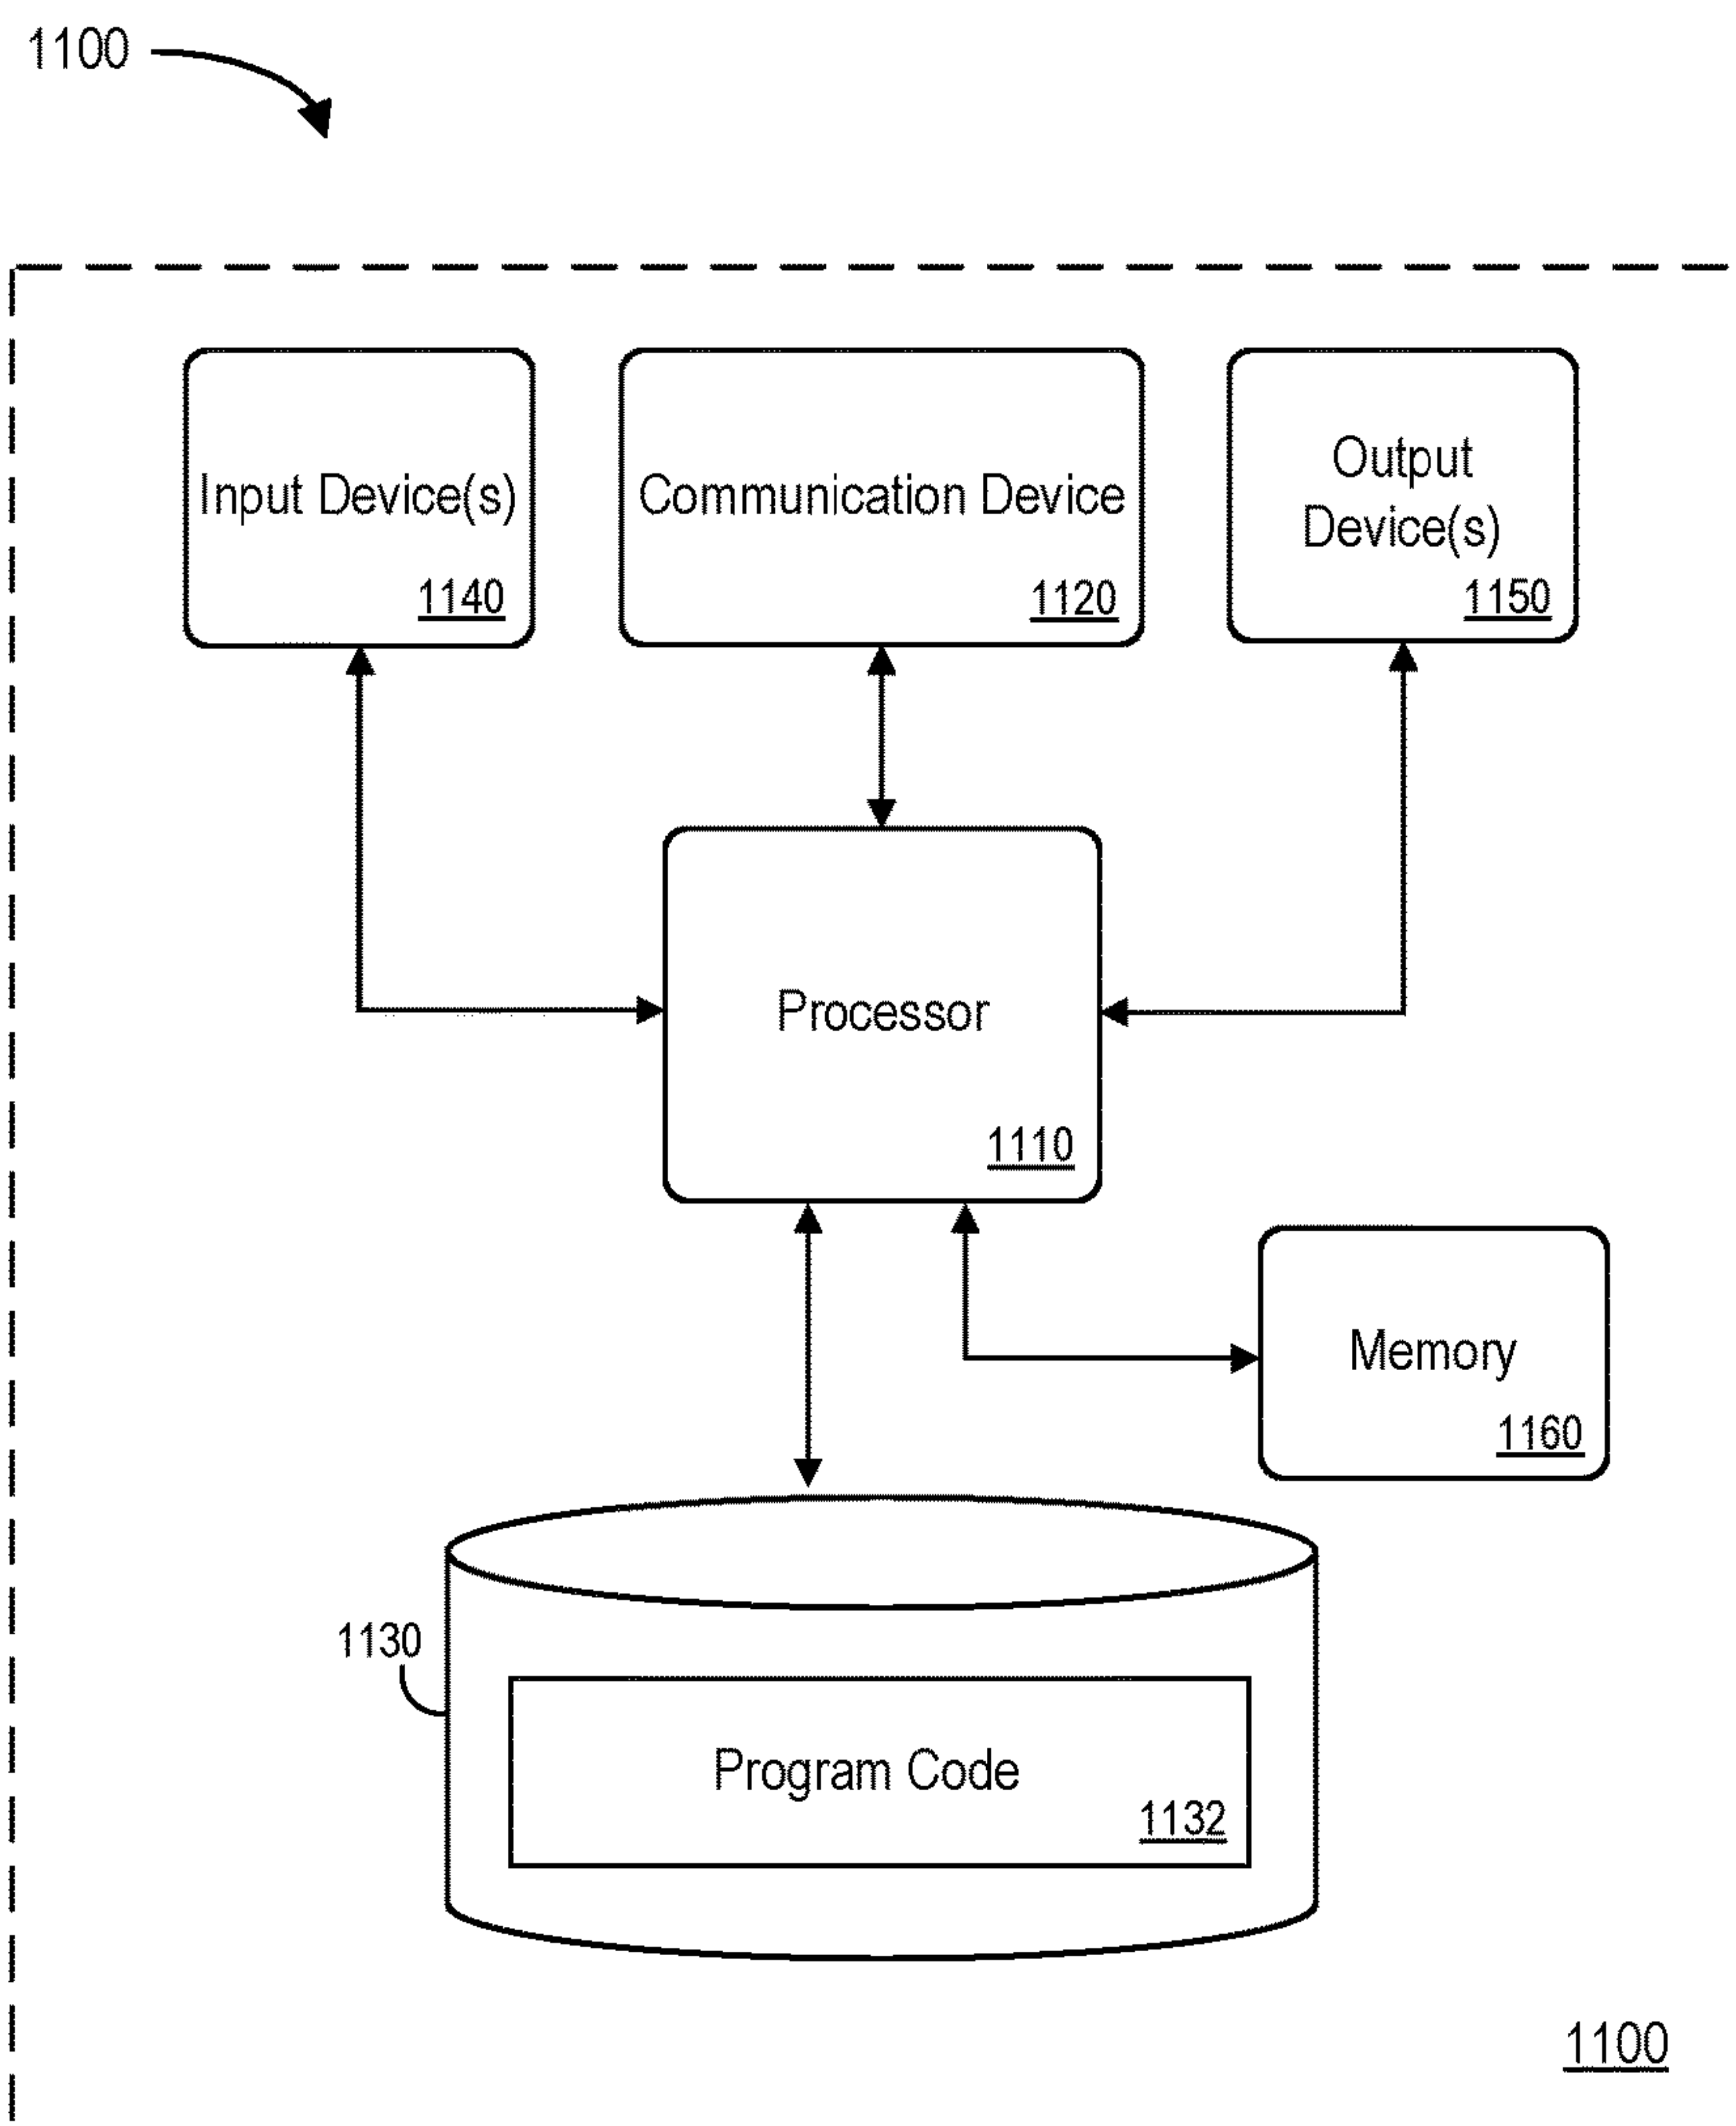 1100
Input Device(s)
1140
Communication Device
1120
Output
Device(s)
1150
Processor
1110
Memory
1160
1130
Program Code
1132
1100